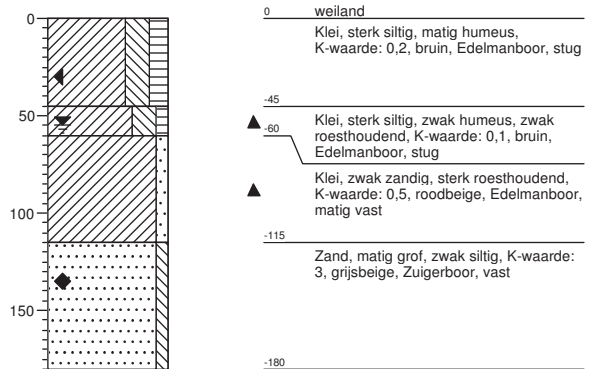 0
50
100
150
0
weiland
Klei, sterk siltig, matig humeus,
K-waarde: 0,2, bruin, Edelmanboor, stug
-45
Klei, sterk siltig, zwak humeus, zwak
roesthoudend, K-waarde: 0,1, bruin,
Edelmanboor, stug
-60
Klei, zwak zandig, sterk roesthoudend,
K-waarde: 0,5, roodbeige, Edelmanboor,
matig vast
-115
Zand, matig grof, zwak siltig, K-waarde:
3, grijsbeige, Zuigerboor, vast
-180